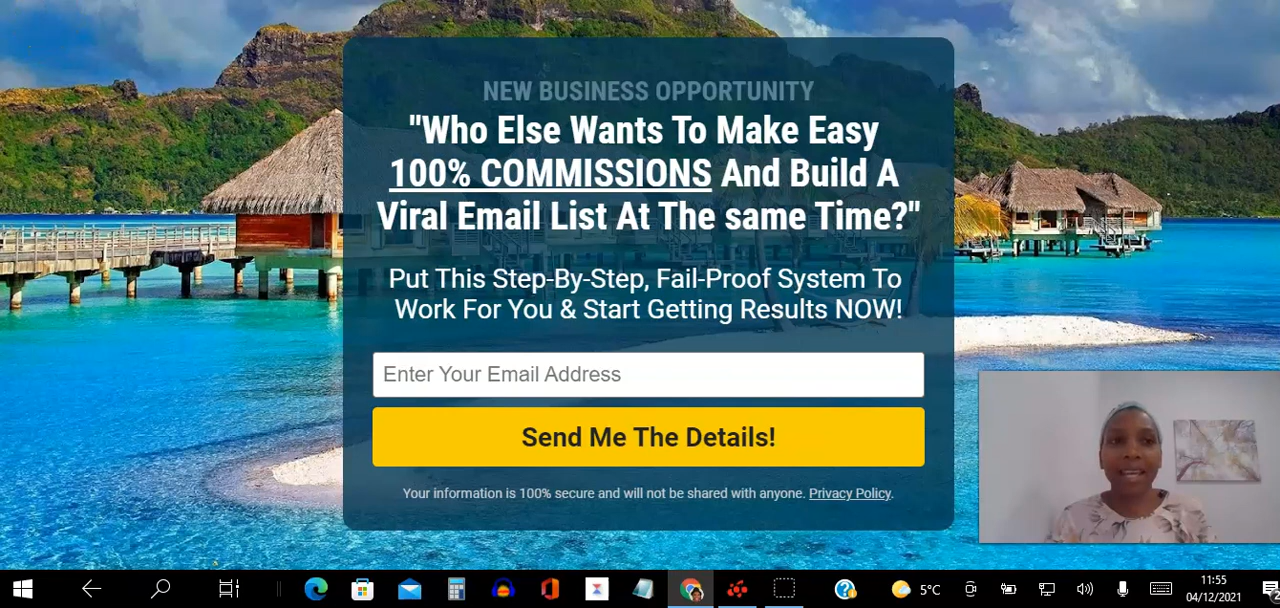 NEW BUSINESS OPPORTUNITY
"Who Else Wants To Make Easy
100% COMMISSIONS And Build A
Viral Email List At The same Time?"
Put This Step-By-Step, Fail-Proof System To
Work For You & Start Getting Results NOW!
Enter Your Email Address
Send Me The Details!
Your information is 100% secure and will not be shared with anyone. Privacy Policy.
5°C
11:55
04/12/2021